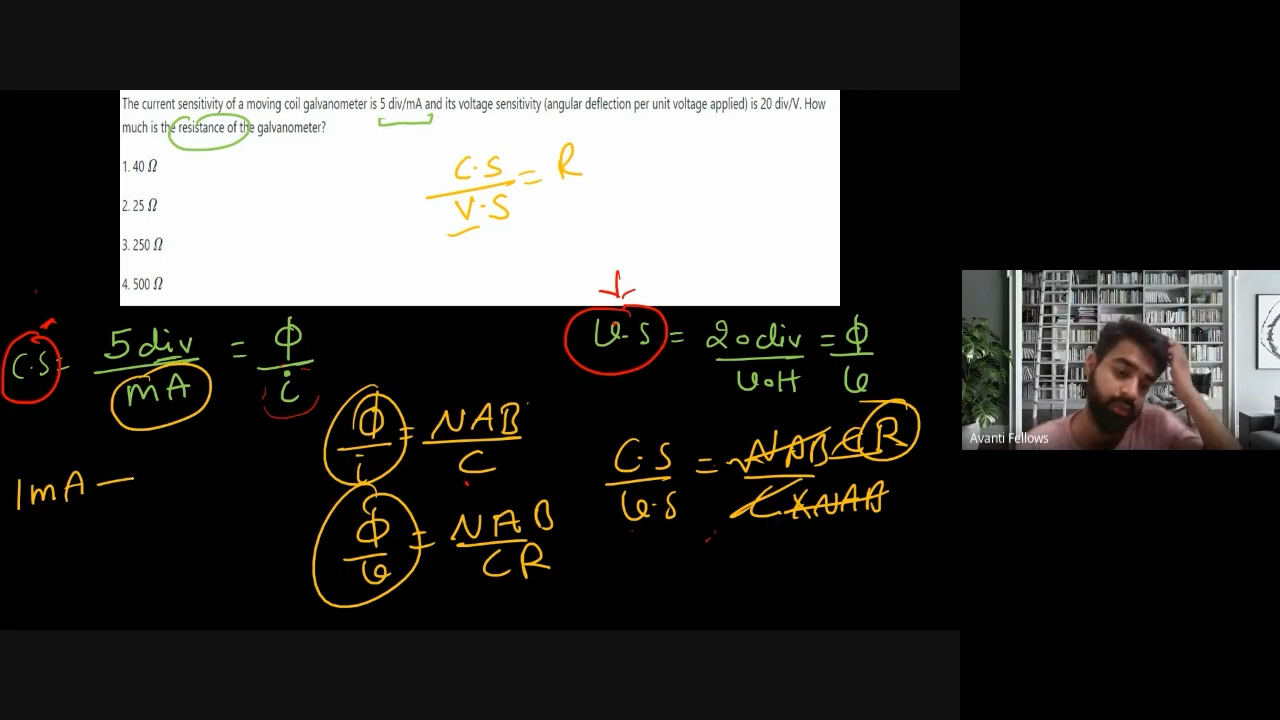 The current sensitivity of a moving coil galvanometer is 5 div/mA and its voltage sensitivity (angular deflection per unit voltage applied) is 20 div/V. How
much is the resistance of the galvanometer?
1. 40 Ω
2. 25 Ω
3. 250 Ω
4. 500 Ω
C.S / V.S = R
C.S = 5 div / mA = ϕ / i
V.S = 20 div / volt = ϕ / V
ϕ / i = NAB / C
1mA —
ϕ / V = NAB / CR
C.S / V.S = NAB CR / C x NAB
Avanti Fellows